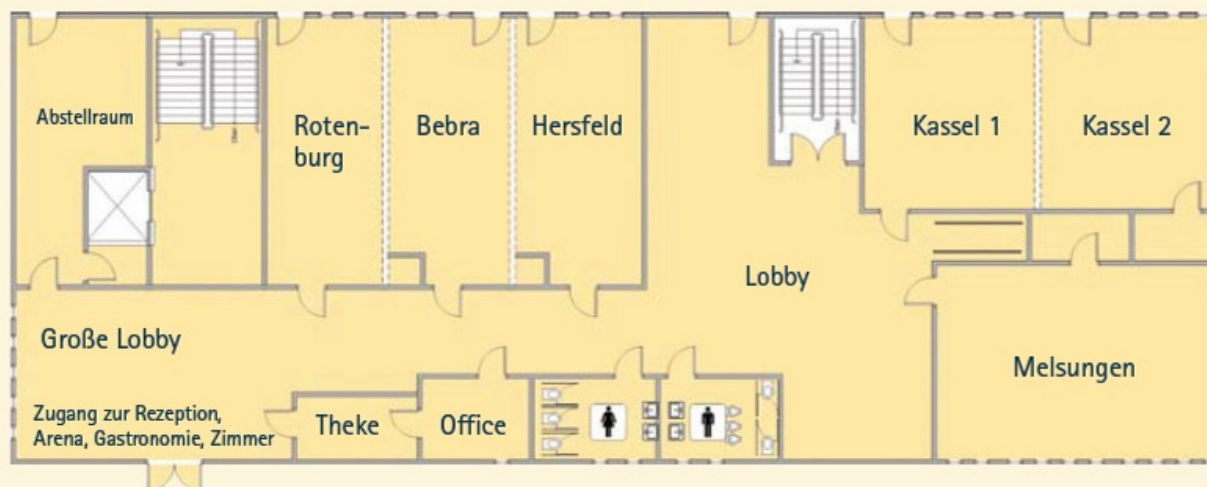 Abstellraum
Roten-
burg
Bebra
Hersfeld
Kassel 1
Kassel 2
Lobby
Große Lobby
Melsungen
Zugang zur Rezeption,
Arena, Gastronomie, Zimmer
Theke
Office